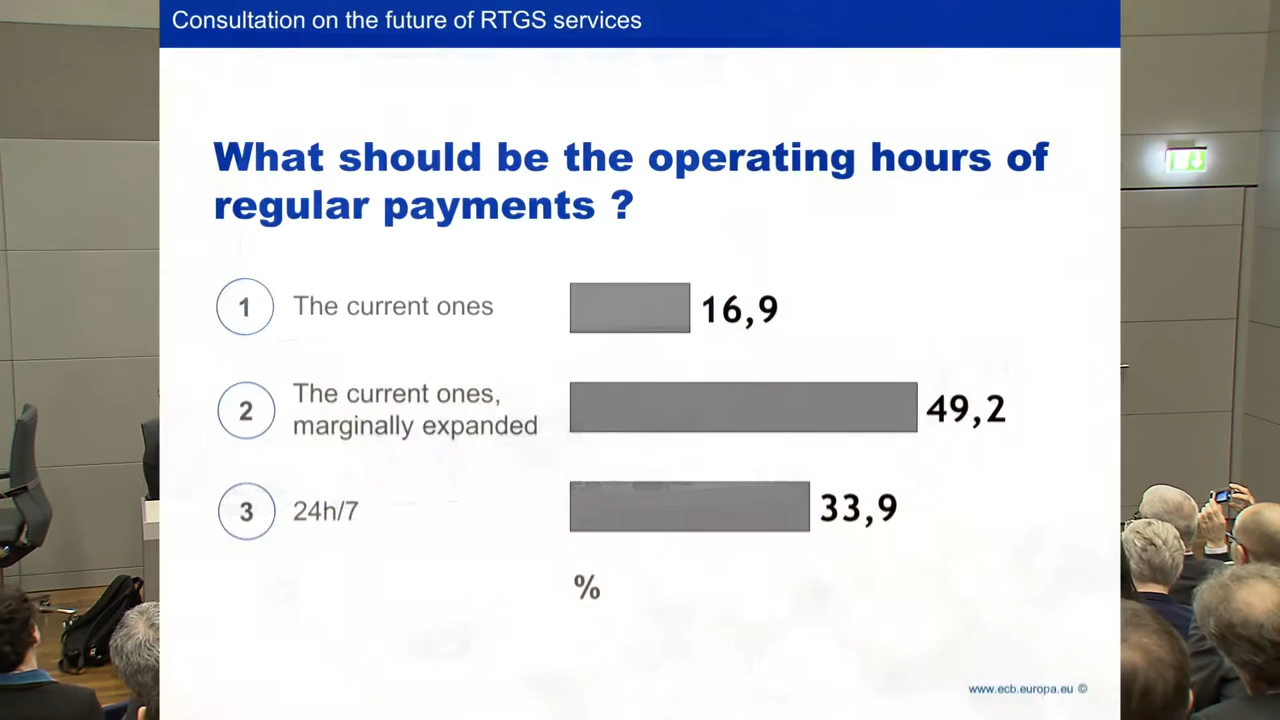 Consultation on the future of RTGS services
What should be the operating hours of
regular payments ?
1
The current ones
16,9
2
The current ones,
marginally expanded
49,2
3
24h/7
33,9
%
www.ecb.europa.eu ©